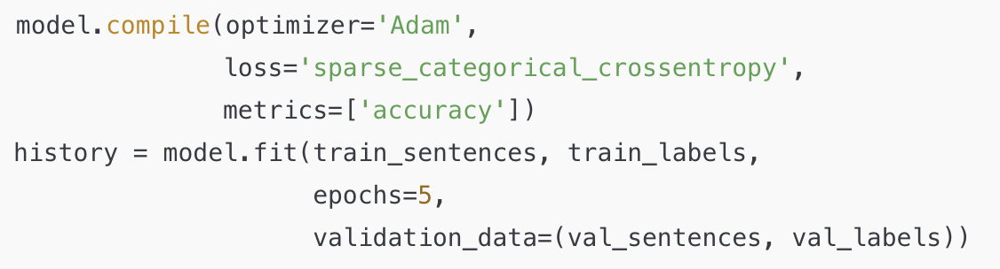 model.compile(optimizer='Adam',
              loss='sparse_categorical_crossentropy',
              metrics=['accuracy'])
history = model.fit(train_sentences, train_labels,
                    epochs=5,
                    validation_data=(val_sentences, val_labels))